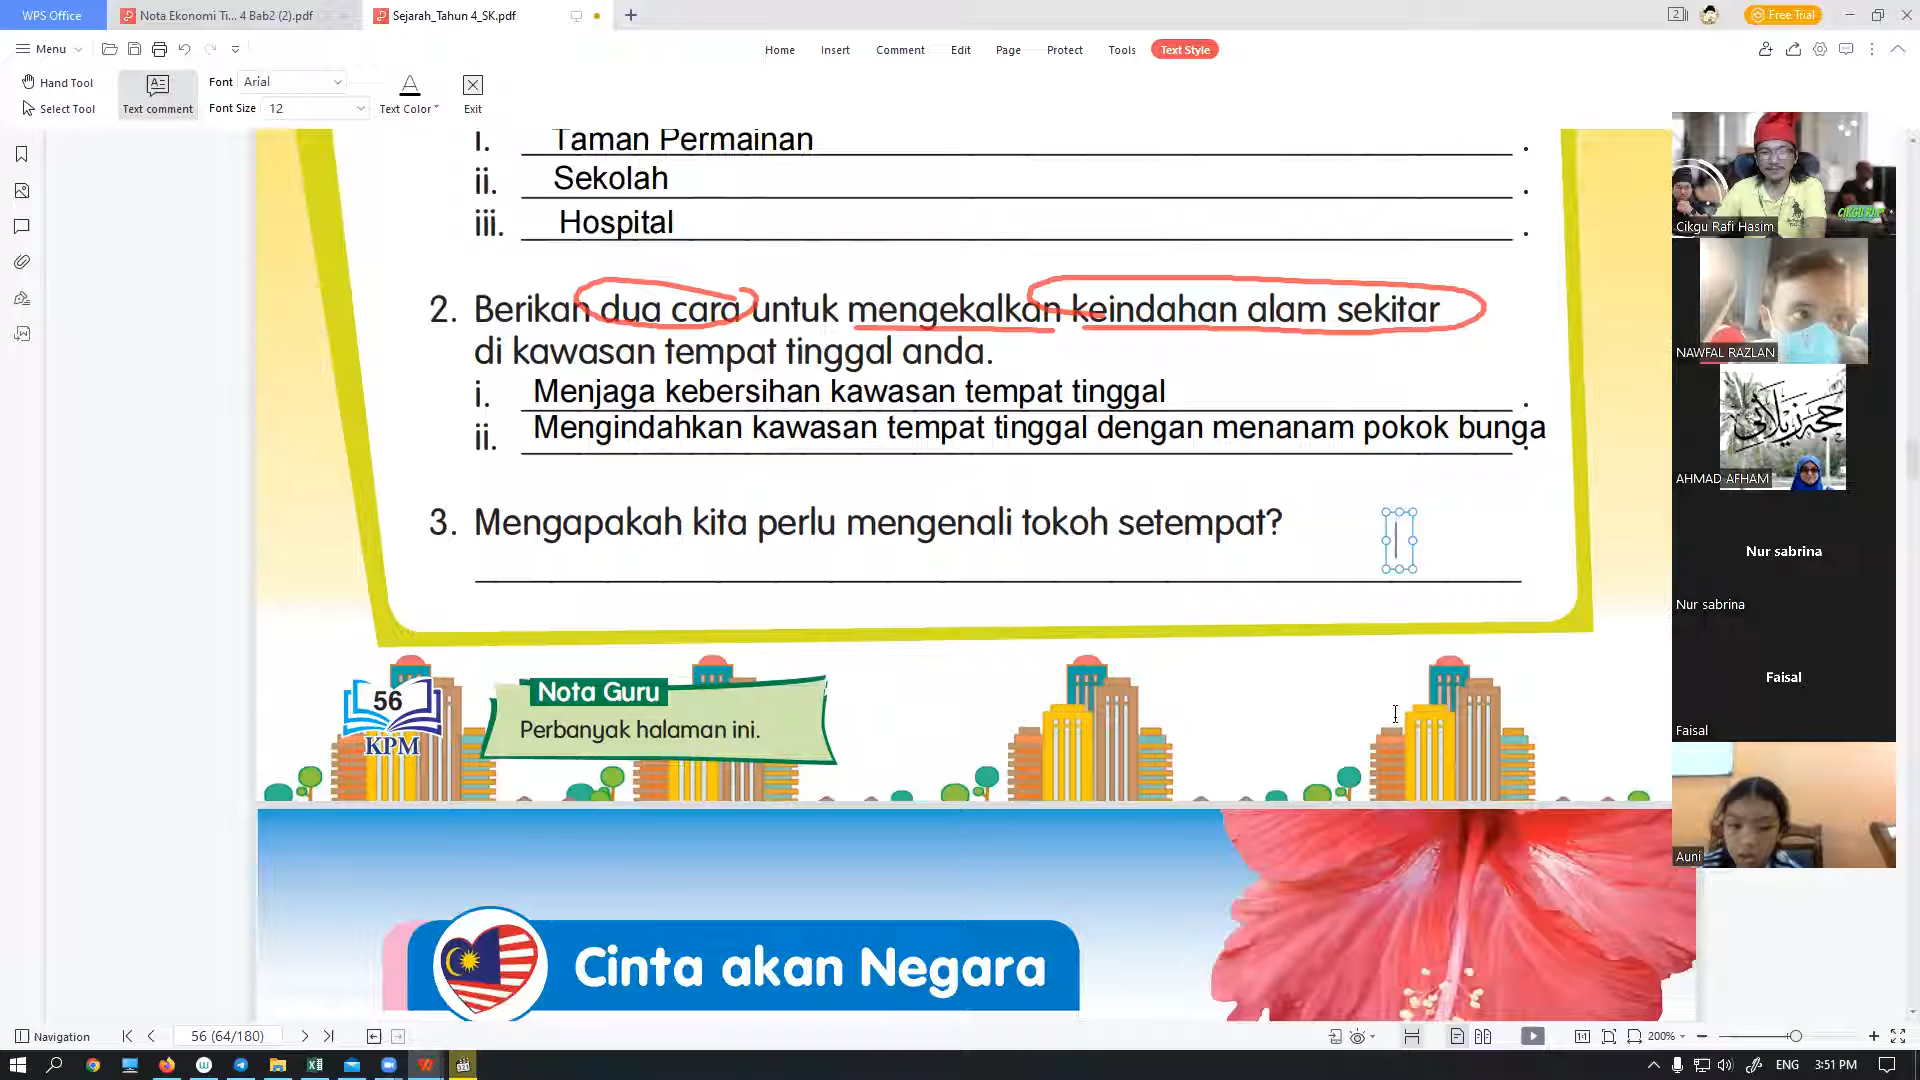 WPS Office
Nota Ekonomi Ti... 4 Bab2 (2).pdf
Sejarah_Tahun 4_SK.pdf
2
Free Trial
Menu
Home
Insert
Comment
Edit
Page
Protect
Tools
Text Style
Hand Tool
Select Tool
Text comment
Font Arial
Font Size 12
Text Color
Exit
i. Taman Permainan .
ii. Sekolah .
iii. Hospital .
2. Berikan dua cara untuk mengekalkan keindahan alam sekitar
di kawasan tempat tinggal anda.
i. Menjaga kebersihan kawasan tempat tinggal .
ii. Mengindahkan kawasan tempat tinggal dengan menanam pokok bunga .
3. Mengapakah kita perlu mengenali tokoh setempat?
56
KPM
Nota Guru
Perbanyak halaman ini.
Cinta akan Negara
CIKGU RAFI
Cikgu Rafi Hasim
NAWFAL RAZLAN
AHMAD AFHAM
Nur sabrina
Nur sabrina
Faisal
Faisal
Auni
Navigation
56 (64/180)
200%
ENG
3:51 PM